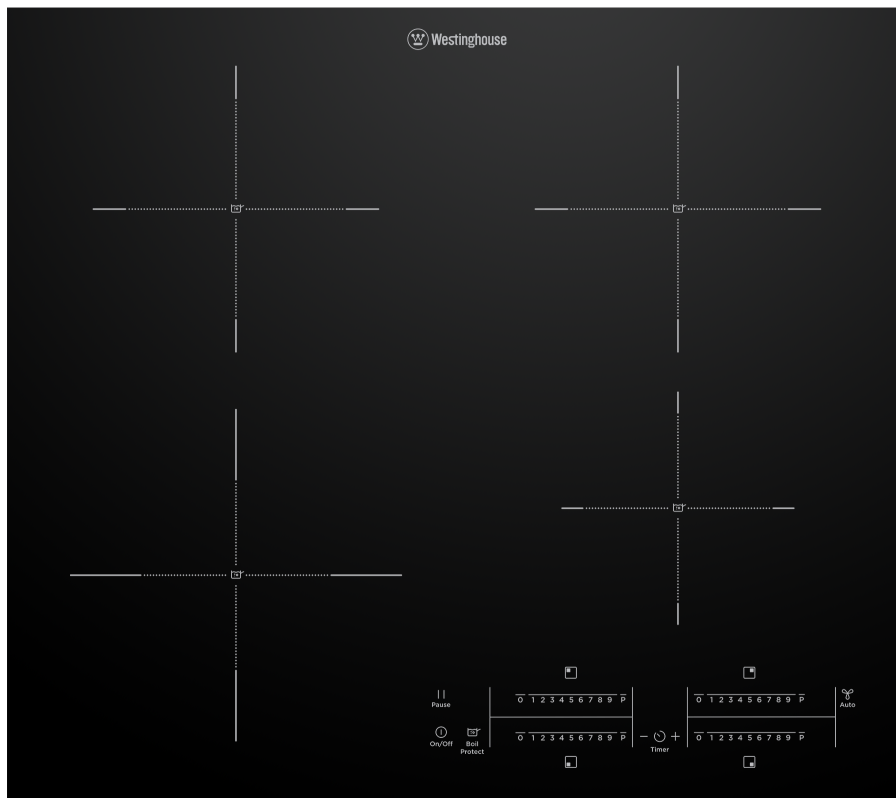 Westinghouse
Pause
0 1 2 3 4 5 6 7 8 9 P
0 1 2 3 4 5 6 7 8 9 P
Auto
On/Off
Boil
Protect
0 1 2 3 4 5 6 7 8 9 P
Timer
0 1 2 3 4 5 6 7 8 9 P